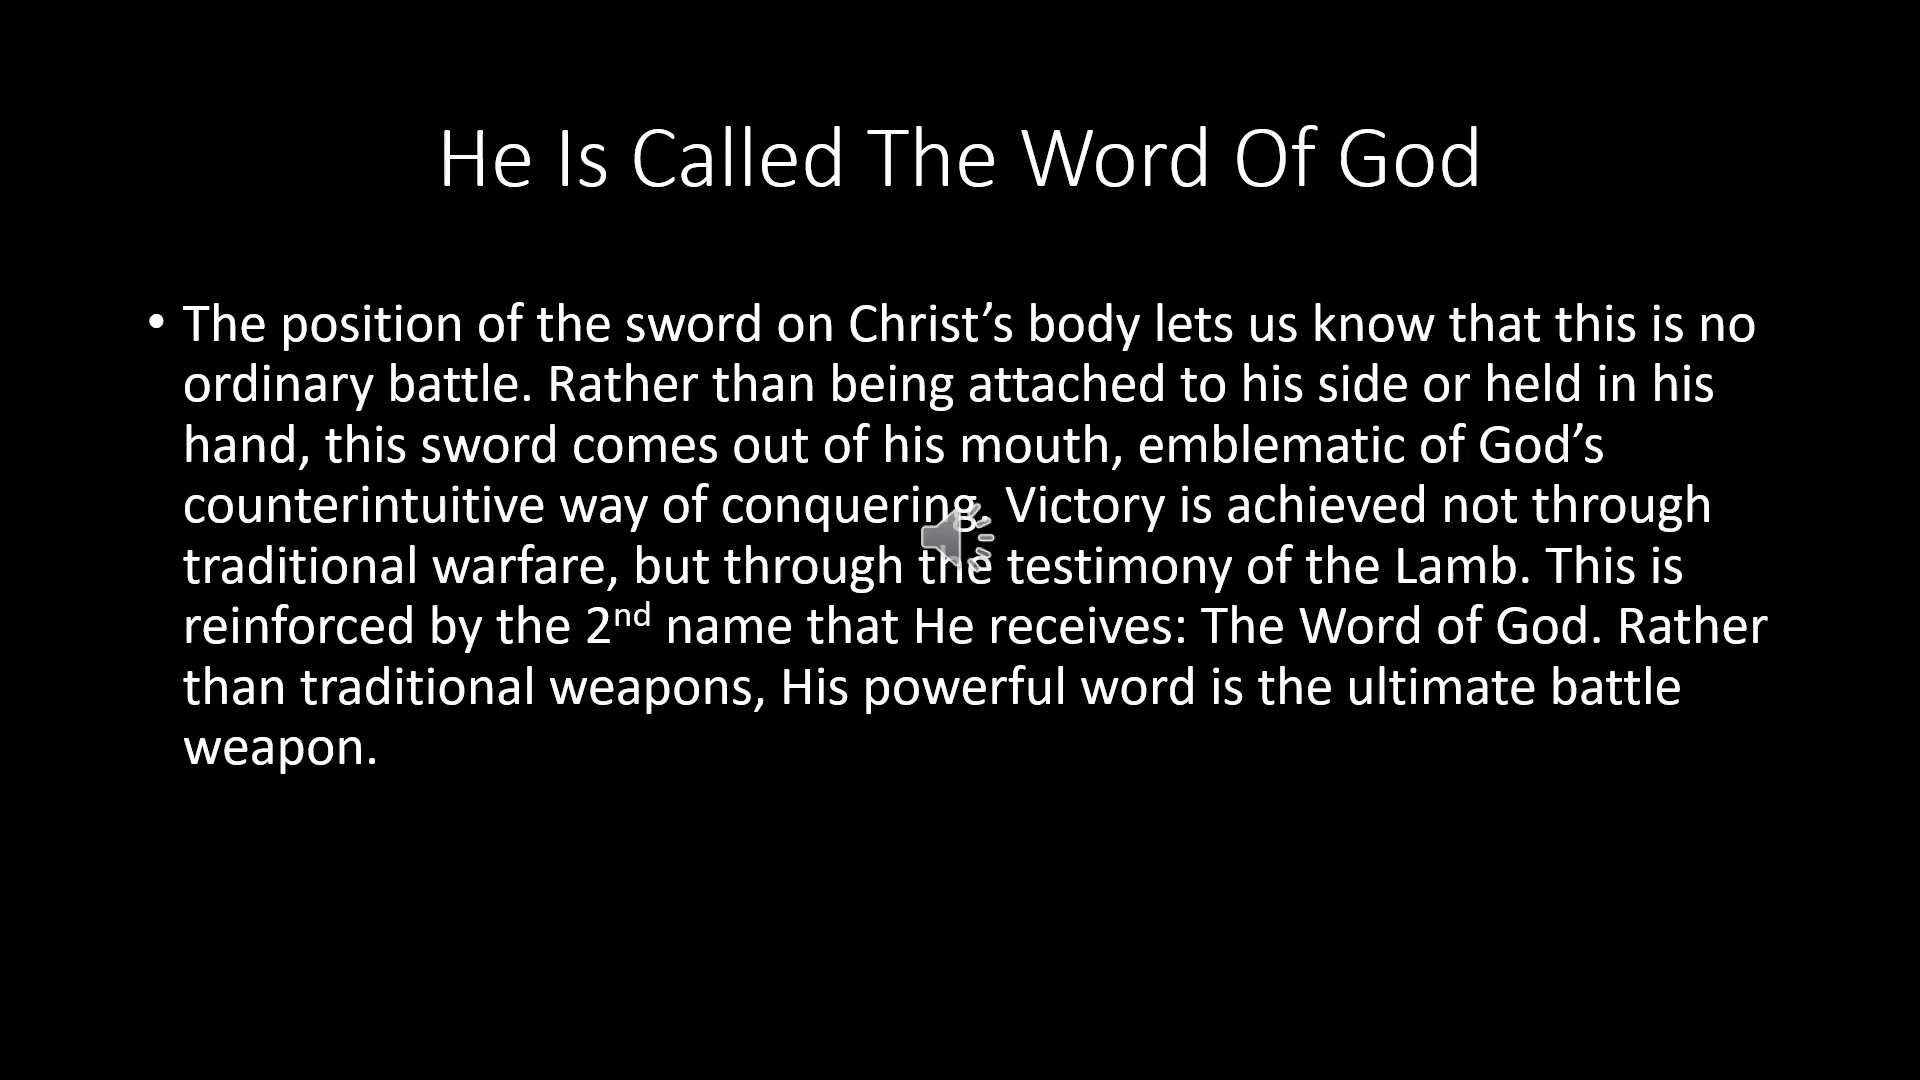 He Is Called The Word Of God
• The position of the sword on Christ’s body lets us know that this is no
ordinary battle. Rather than being attached to his side or held in his
hand, this sword comes out of his mouth, emblematic of God’s
counterintuitive way of conquering. Victory is achieved not through
traditional warfare, but through the testimony of the Lamb. This is
reinforced by the 2nd name that He receives: The Word of God. Rather
than traditional weapons, His powerful word is the ultimate battle
weapon.